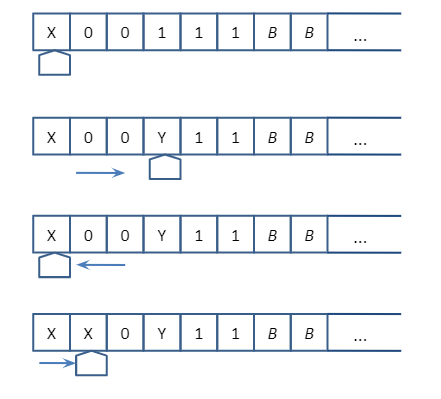 X 0 0 1 1 1 B B ...
X 0 0 Y 1 1 B B ...
X 0 0 Y 1 1 B B ...
X X 0 Y 1 1 B B ...